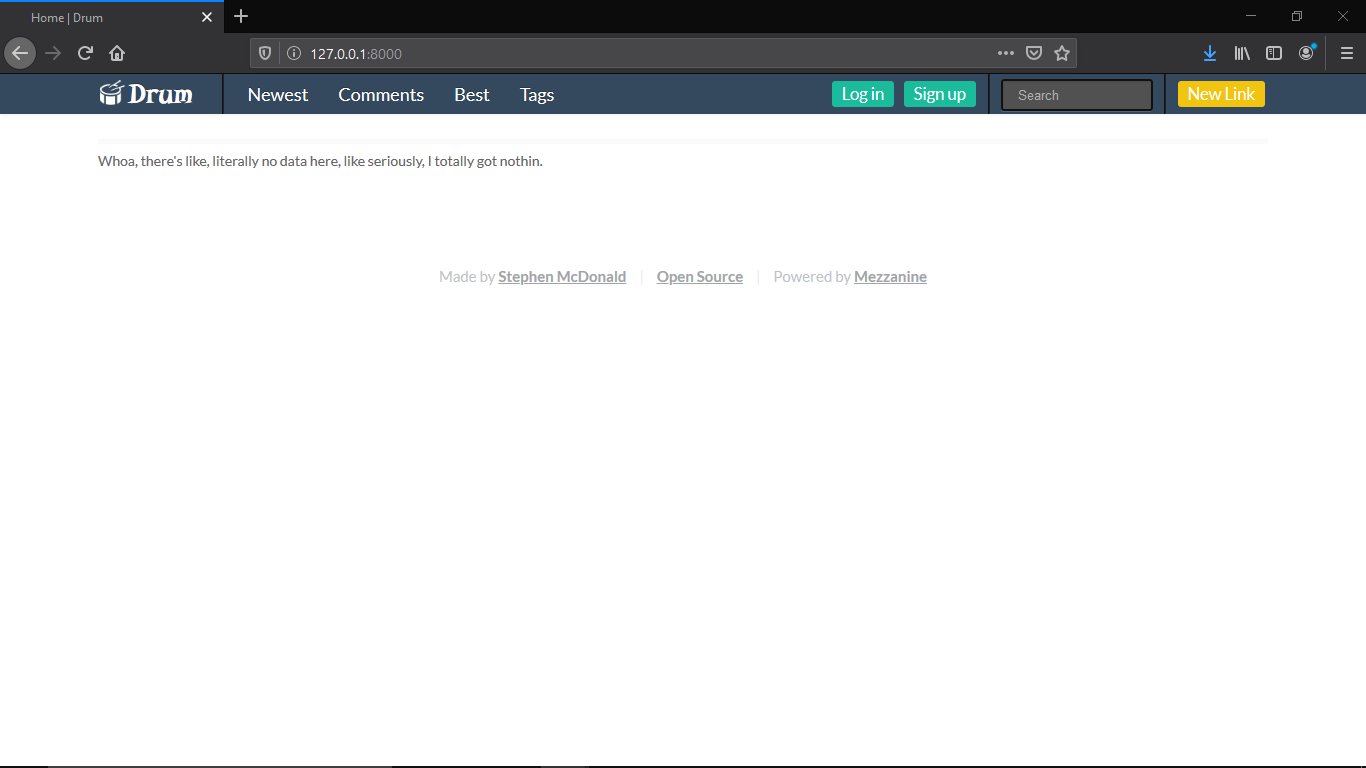 Home | Drum
127.0.0.1:8000
Drum Newest Comments Best Tags Log in Sign up Search New Link
Whoa, there's like, literally no data here, like seriously, I totally got nothin.
Made by Stephen McDonald | Open Source | Powered by Mezzanine